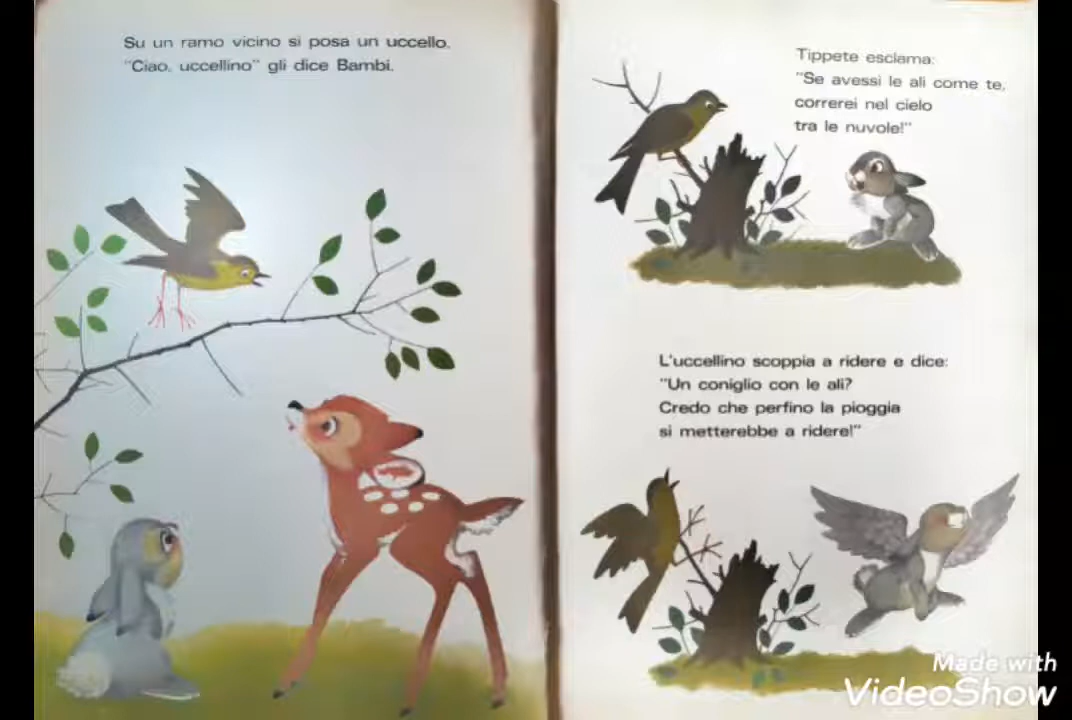 Su un ramo vicino si posa un uccello.
"Ciao, uccellino" gli dice Bambi.
Tippete esclama:
"Se avessi le ali come te,
correrei nel cielo
tra le nuvole!"
L'uccellino scoppia a ridere e dice:
"Un coniglio con le ali?
Credo che perfino la pioggia
si metterebbe a ridere!"
Made with
VideoShow